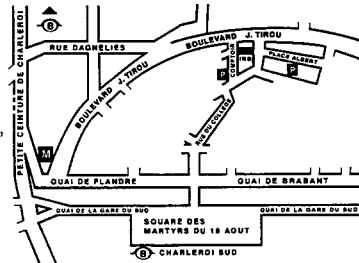 B
RUE DAGNELIES
PETITE CEINTURE DE CHARLEROI
BOULEVARD J. TIROU
BOULEVARD J. TIROU
COMPTOIR
INR
PLACE ALBERT
P
P
RUE DU COLLEGE
M
QUAI DE FLANDRE
QUAI DE BRABANT
QUAI DE LA GARE DU SUD
QUAI DE LA GARE DU SUD
SQUARE DES
MARTYRS DU 18 AOUT
B CHARLEROI SUD